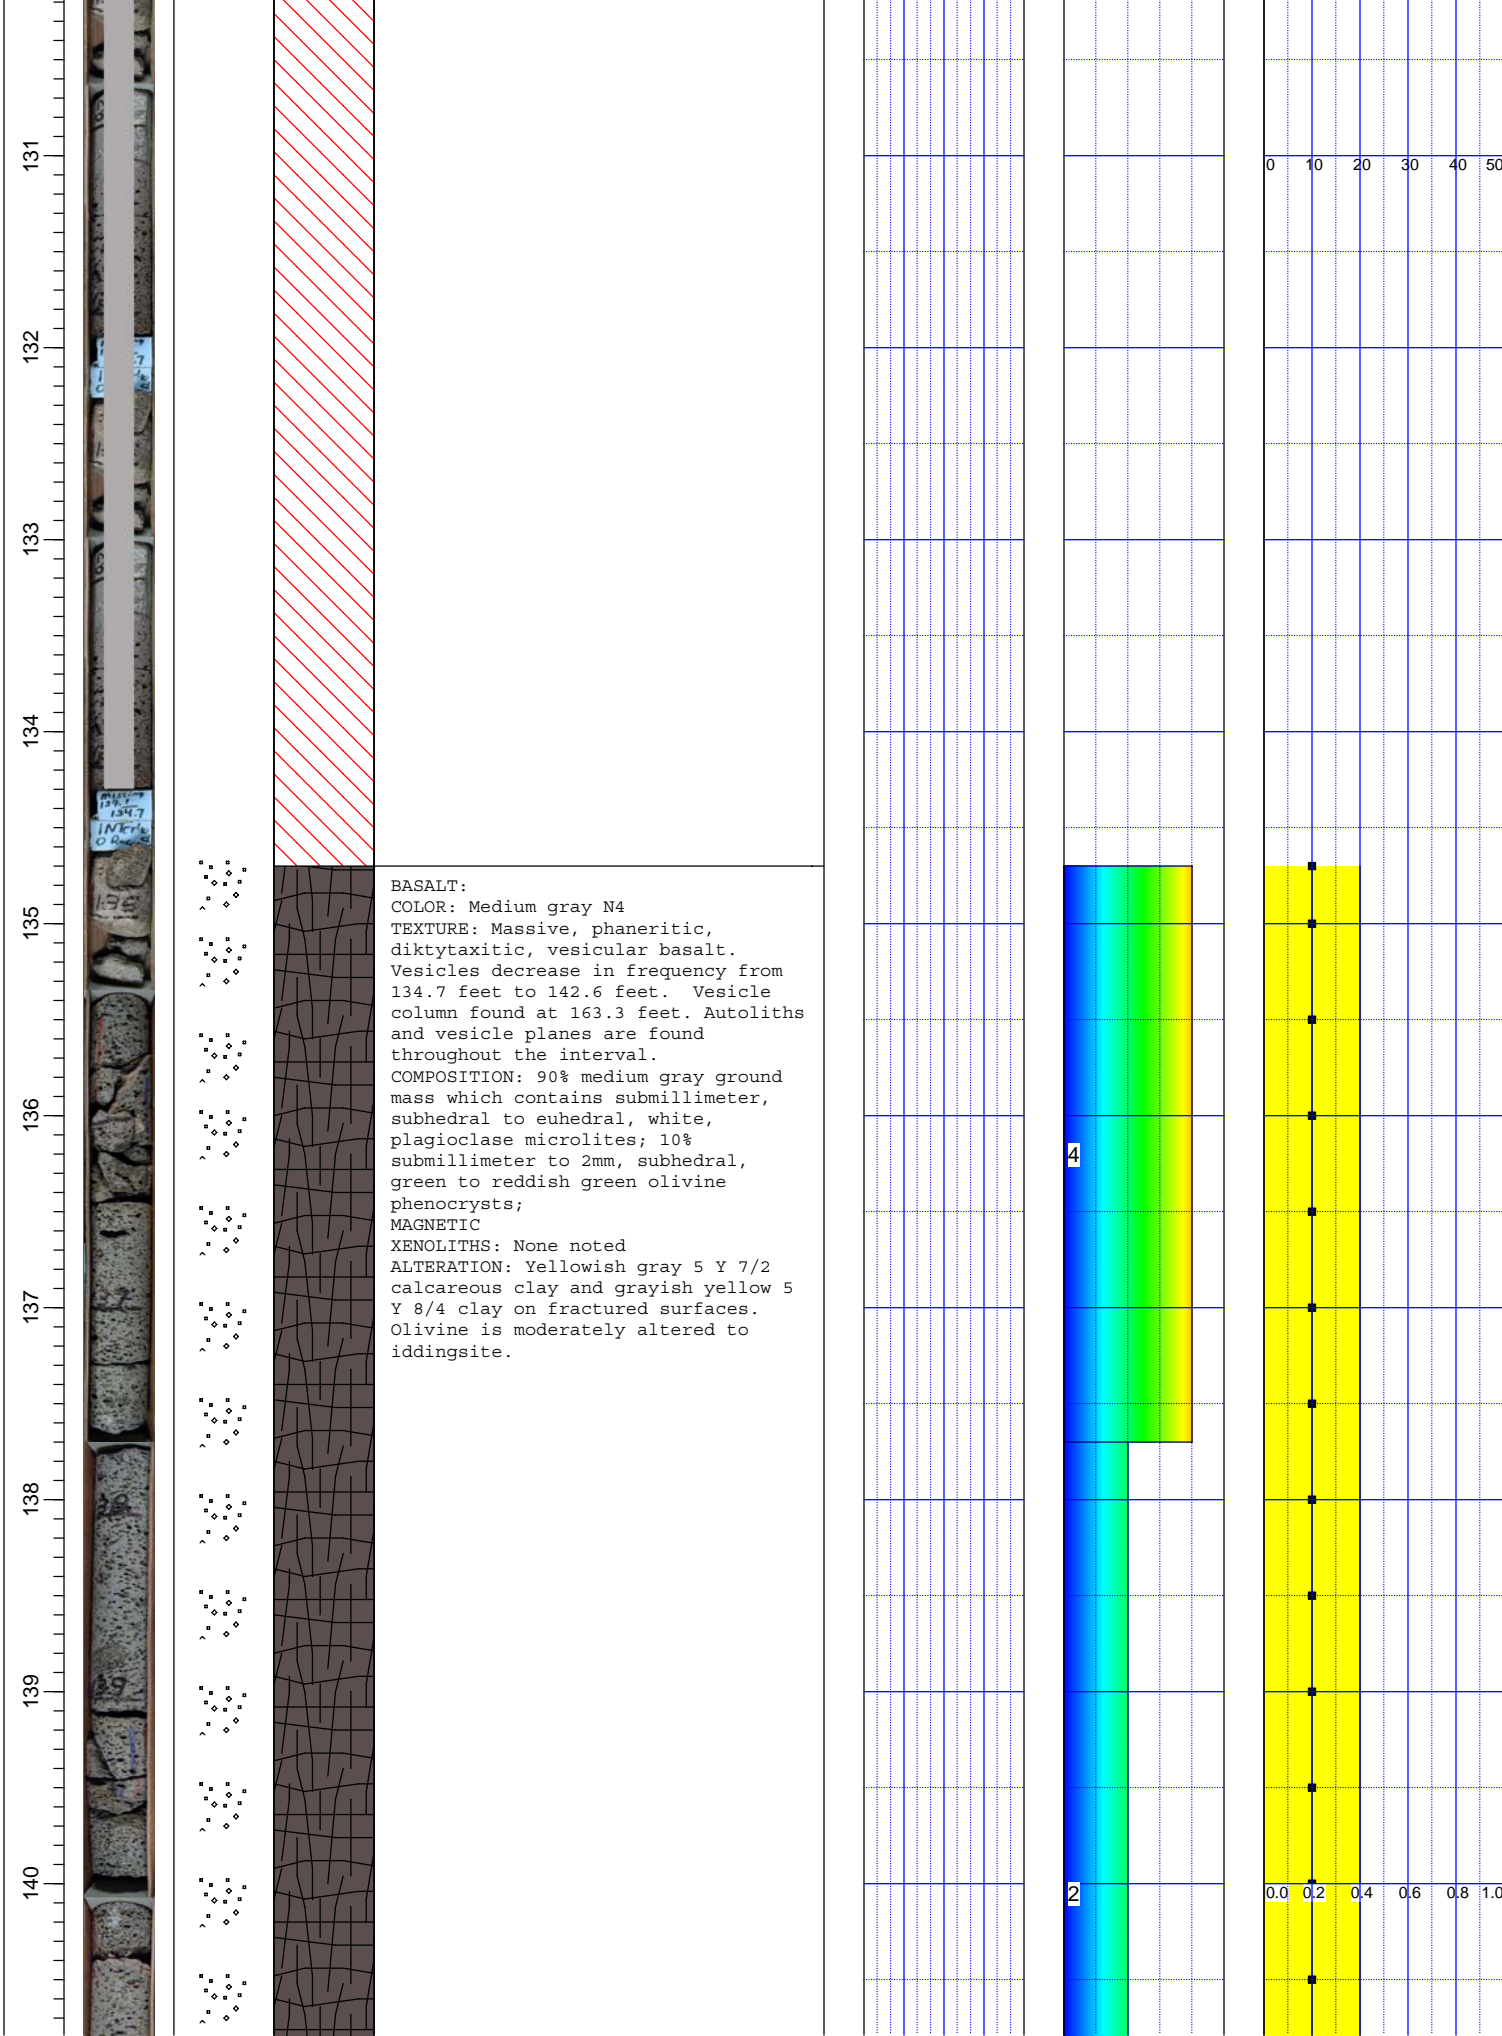 131
0 10 20 30 40 50
132
133
134
134.7
BASALT:
COLOR: Medium gray N4
TEXTURE: Massive, phaneritic,
diktytaxitic, vesicular basalt.
Vesicles decrease in frequency from
134.7 feet to 142.6 feet.  Vesicle
column found at 163.3 feet. Autoliths
and vesicle planes are found
throughout the interval.
COMPOSITION: 90% medium gray ground
mass which contains submillimeter,
subhedral to euhedral, white,
plagioclase microlites; 10%
submillimeter to 2mm, subhedral,
green to reddish green olivine
phenocrysts;
MAGNETIC
XENOLITHS: None noted
ALTERATION: Yellowish gray 5 Y 7/2
calcareous clay and grayish yellow 5
Y 8/4 clay on fractured surfaces.
Olivine is moderately altered to
iddingsite.
135
135
136
4
137
138
139
139
140
2
0.0 0.2 0.4 0.6 0.8 1.0